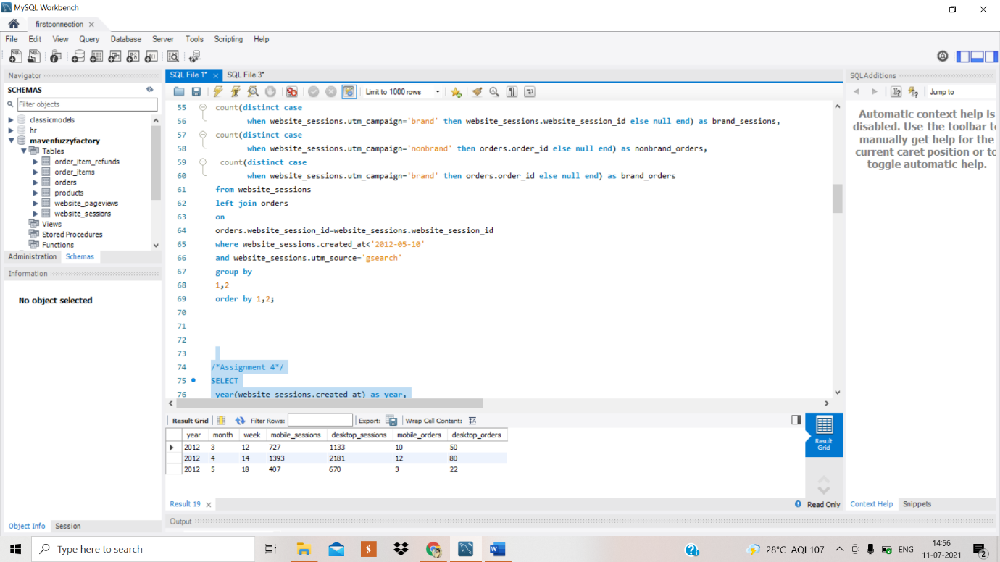 MySQL Workbench
firstconnection
File Edit View Query Database Server Tools Scripting Help
Navigator
SCHEMAS
Filter objects
classicmodels
hr
mavenfuzzyfactory
Tables
order_item_refunds
order_items
orders
products
website_pageviews
website_sessions
Views
Stored Procedures
Functions
Administration Schemas
Information
No object selected
Object Info Session
SQL File 1* SQL File 3*
Limit to 1000 rows
55 count(distinct case
56 when website_sessions.utm_campaign='brand' then website_sessions.website_session_id else null end) as brand_sessions,
57 count(distinct case
58 when website_sessions.utm_campaign='nonbrand' then orders.order_id else null end) as nonbrand_orders,
59 count(distinct case
60 when website_sessions.utm_campaign='brand' then orders.order_id else null end) as brand_orders
61 from website_sessions
62 left join orders
63 on
64 orders.website_session_id=website_sessions.website_session_id
65 where website_sessions.created_at<'2012-05-10'
66 and website_sessions.utm_source='gsearch'
67 group by
68 1,2
69 order by 1,2;
70
71
72
73
74 /*Assignment 4*/
75 SELECT
76 year(website_sessions.created_at) as year,
Result Grid Filter Rows: Export: Wrap Cell Content:
year month week mobile_sessions desktop_sessions mobile_orders desktop_orders
2012 3 12 727 1133 10 50
2012 4 14 1393 2181 12 80
2012 5 18 407 670 3 22
Result Grid
Result 19
Read Only
Output
SQLAdditions
Jump to
Automatic context help is
disabled. Use the toolbar t
manually get help for the
current caret position or to
toggle automatic help.
Context Help Snippets
Type here to search
28°C AQI 107
ENG
14:56
11-07-2021
2